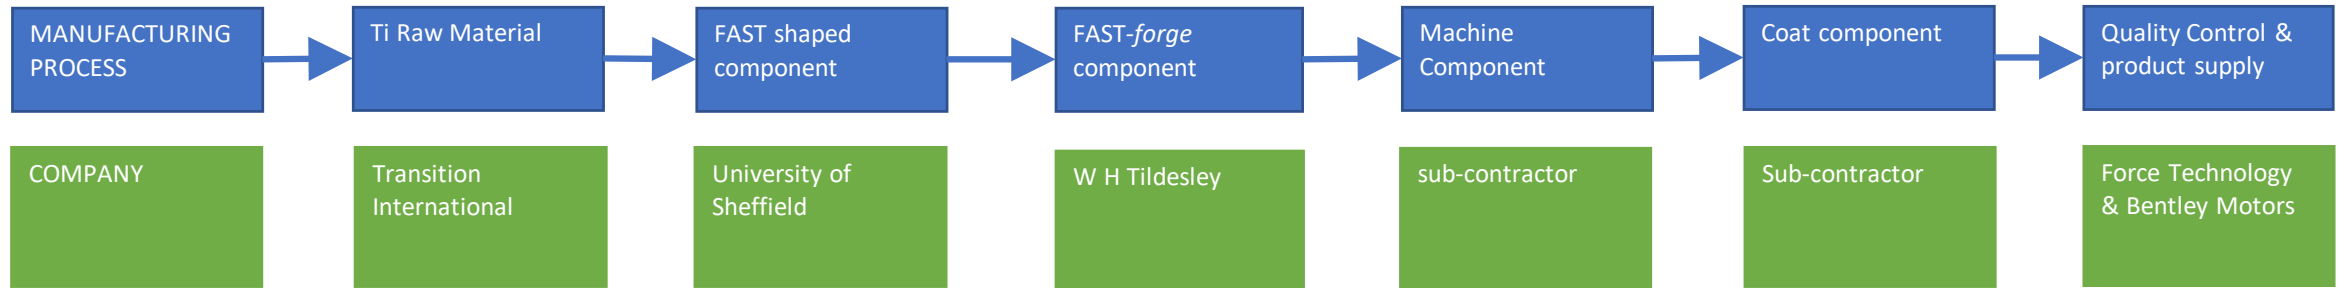 MANUFACTURING
PROCESS
Ti Raw Material
FAST shaped
component
FAST-forge
component
Machine
Component
Coat component
Quality Control &
product supply
COMPANY
Transition
International
University of
Sheffield
W H Tildesley
sub-contractor
Sub-contractor
Force Technology
& Bentley Motors